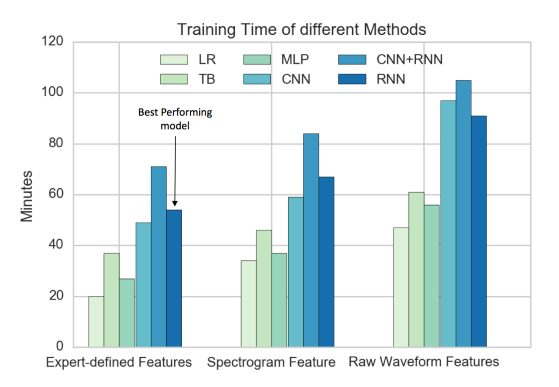 Training Time of different Methods
120
100
80
60
40
20
0
Minutes
LR MLP CNN+RNN
TB CNN RNN
Best Performing
model
Expert-defined Features Spectrogram Feature Raw Waveform Features